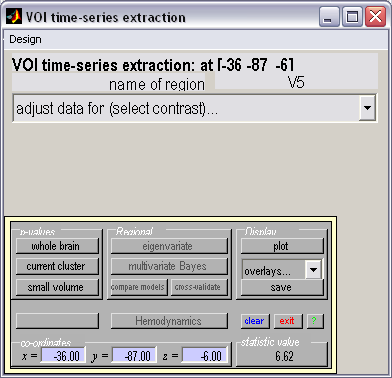 VOI time-series extraction
Design
VOI time-series extraction: at [-36 -87 -6]
name of region V5
adjust data for (select contrast)...
p-values Regional Display
whole brain eigenvariate plot
current cluster multivariate Bayes overlays...
small volume compare models cross-validate save
Hemodynamics clear exit ?
co-ordinates statistic value
x = -36.00 y = -87.00 z = -6.00 6.62